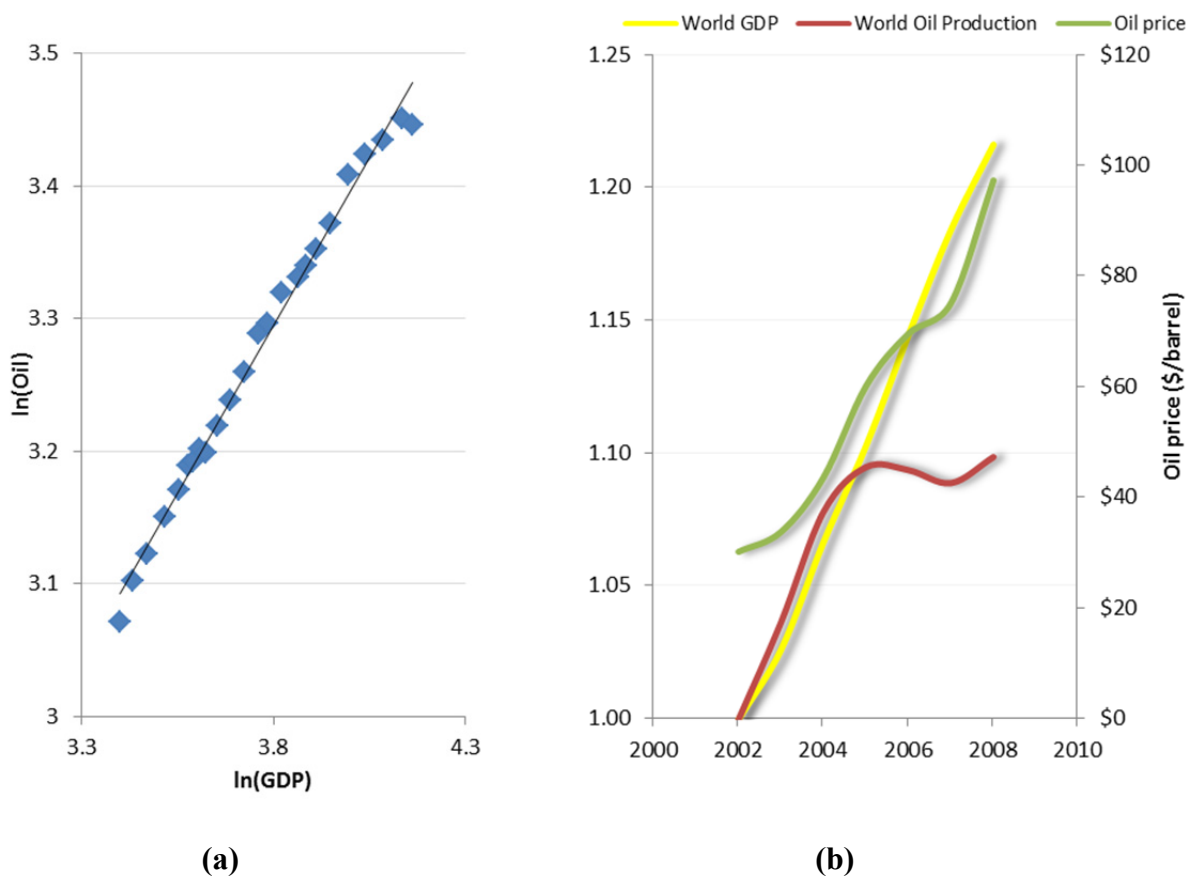 World GDP World Oil Production Oil price
3.5
3.4
3.3
3.2
3.1
3
3.3 3.8 4.3
ln(Oil)
ln(GDP)
1.25
1.20
1.15
1.10
1.05
1.00
$120
$100
$80
$60
$40
$20
$0
Oil price ($/barrel)
2000 2002 2004 2006 2008 2010
(a) (b)